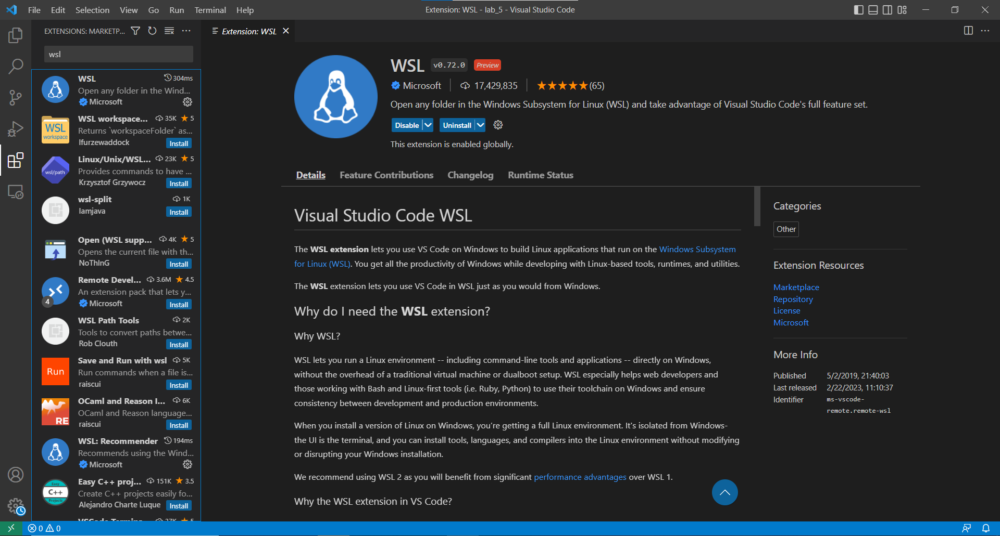 File Edit Selection View Go Run Terminal Help
Extension: WSL - lab_5 - Visual Studio Code
EXTENSIONS: MARKETP...
wsl
WSL 304ms
Open any folder in the Wind...
Microsoft
WSL workspace... 35K 5
Returns `workspaceFolder` as...
lfurzewaddock Install
WSL
workspace
Linux/Unix/WSL... 23K 5
Provides commands to have ...
Krzysztof Grzywocz Install
wsl/path
wsl-split 1K
Iamjava Install
Open (WSL supp... 4K 5
Opens the current file with th...
NoThInG Install
Remote Devel... 3.6M 4.5
An extension pack that lets y...
4 Microsoft Install
WSL Path Tools 2K
Tools to convert paths betwe...
Rob Clouth Install
Save and Run with wsl 5K
Run commands when a file is...
raiscui Install
Run
OCaml and Reason I... 6K
OCaml and Reason language...
raiscui Install
RE
WSL: Recommender 194ms
Recommends using the Wind...
Microsoft
Easy C++ proj... 151K 3.5
Create C++ projects easily fo...
Alejandro Charte Luque Install
Easy
C++
Projects
VSCode Termin... 37K 5
Extension: WSL
WSL v0.72.0 Preview
Microsoft 17,429,835 (65)
Open any folder in the Windows Subsystem for Linux (WSL) and take advantage of Visual Studio Code's full feature set.
Disable Uninstall
This extension is enabled globally.
Details Feature Contributions Changelog Runtime Status
Visual Studio Code WSL
The WSL extension lets you use VS Code on Windows to build Linux applications that run on the Windows Subsystem
for Linux (WSL). You get all the productivity of Windows while developing with Linux-based tools, runtimes, and utilities.
The WSL extension lets you use VS Code in WSL just as you would from Windows.
Why do I need the WSL extension?
Why WSL?
WSL lets you run a Linux environment -- including command-line tools and applications -- directly on Windows,
without the overhead of a traditional virtual machine or dualboot setup. WSL especially helps web developers and
those working with Bash and Linux-first tools (i.e. Ruby, Python) to use their toolchain on Windows and ensure
consistency between development and production environments.
When you install a version of Linux on Windows, you’re getting a full Linux environment. It's isolated from Windows-
the UI is the terminal, and you can install tools, languages, and compilers into the Linux environment without modifying
or disrupting your Windows installation.
We recommend using WSL 2 as you will benefit from significant performance advantages over WSL 1.
Why the WSL extension in VS Code?
Categories
Other
Extension Resources
Marketplace
Repository
License
Microsoft
More Info
Published 5/2/2019, 21:40:03
Last released 2/22/2023, 11:10:37
Identifier ms-vscode-
remote.remote-wsl
0 0